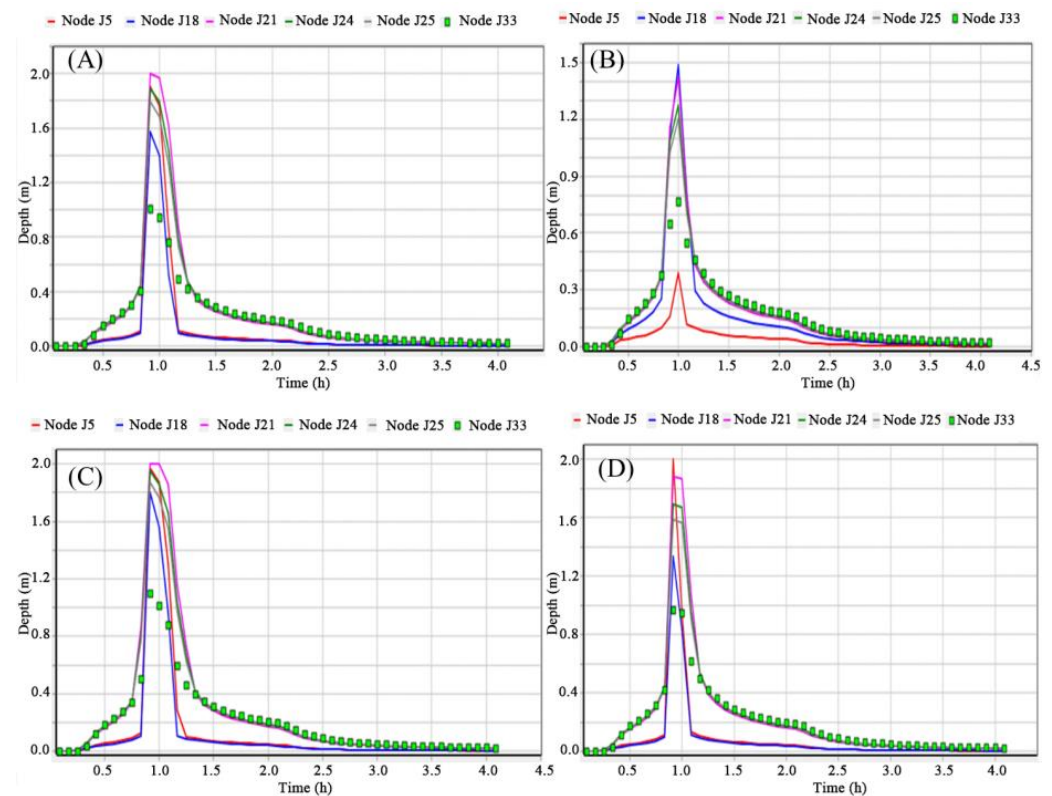 Node J5 Node J18 Node J21 Node J24 Node J25 Node J33
(A)
Depth (m)
2.0
1.6
1.2
0.8
0.4
0.0
0.5 1.0 1.5 2.0 2.5 3.0 3.5 4.0
Time (h)
Node J5 Node J18 Node J21 Node J24 Node J25 Node J33
(B)
Depth (m)
1.5
1.2
0.9
0.6
0.3
0.0
0.5 1.0 1.5 2.0 2.5 3.0 3.5 4.0 4.5
Time (h)
Node J5 Node J18 Node J21 Node J24 Node J25 Node J33
(C)
Depth (m)
2.0
1.6
1.2
0.8
0.4
0.0
0.5 1.0 1.5 2.0 2.5 3.0 3.5 4.0 4.5
Time (h)
Node J5 Node J18 Node J21 Node J24 Node J25 Node J33
(D)
Depth (m)
2.0
1.6
1.2
0.8
0.4
0.0
0.5 1.0 1.5 2.0 2.5 3.0 3.5 4.0
Time (h)